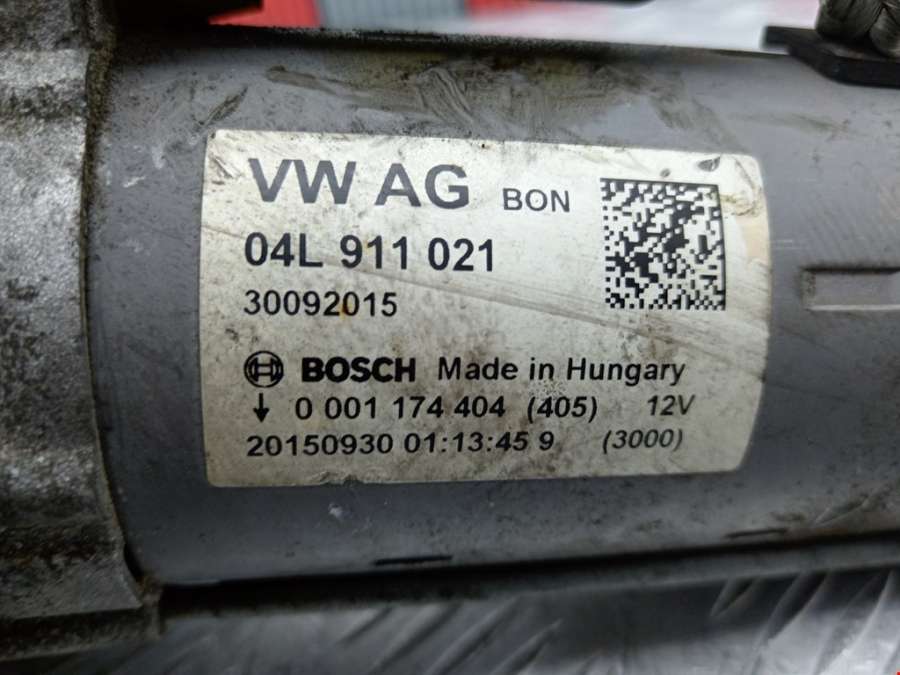 VW AG BON
04L 911 021
30092015
BOSCH Made in Hungary
↓ 0 001 174 404 (405) 12V
20150930 01:13:45 9 (3000)